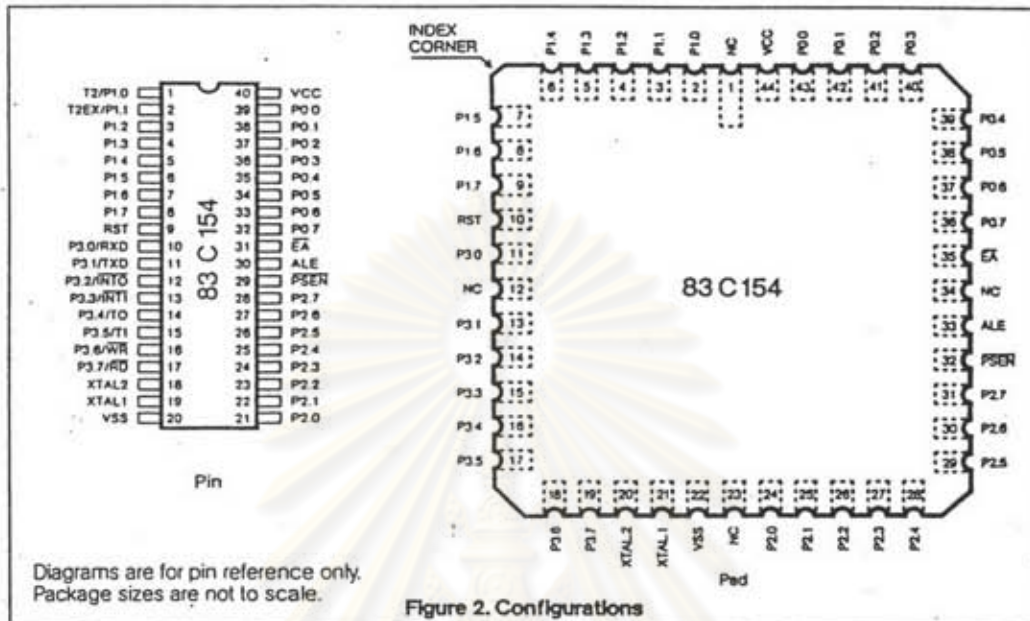 INDEX
CORNER
P1.4 P1.3 P1.2 P1.1 P1.0 NC VCC P0.0 P0.1 P0.2 P0.3
6 5 4 3 2 1 44 43 42 41 40
T2/P1.0 1 40 VCC
T2EX/P1.1 2 39 P0.0
P1.2 3 38 P0.1
P1.3 4 37 P0.2
P1.4 5 36 P0.3
P1.5 6 35 P0.4
P1.6 7 34 P0.5
P1.7 8 33 P0.6
RST 9 32 P0.7
P3.0/RXD 10 31 EA
P3.1/TXD 11 30 ALE
P3.2/INT0 12 29 PSEN
P3.3/INT1 13 28 P2.7
P3.4/T0 14 27 P2.6
P3.5/T1 15 26 P2.5
P3.6/WR 16 25 P2.4
P3.7/RD 17 24 P2.3
XTAL2 18 23 P2.2
XTAL1 19 22 P2.1
VSS 20 21 P2.0
83 C 154
Pin
P1.5 7 39 P0.4
P1.6 8 38 P0.5
P1.7 9 37 P0.6
RST 10 36 P0.7
P3.0 11 35 EA
NC 12 34 NC
P3.1 13 33 ALE
P3.2 14 32 PSEN
P3.3 15 31 P2.7
P3.4 16 30 P2.6
P3.5 17 29 P2.5
83 C 154
18 19 20 21 22 23 24 25 26 27 28
P3.6 P3.7 XTAL2 XTAL1 VSS NC P2.0 P2.1 P2.2 P2.3 P2.4
Pad
Diagrams are for pin reference only.
Package sizes are not to scale.
Figure 2. Configurations